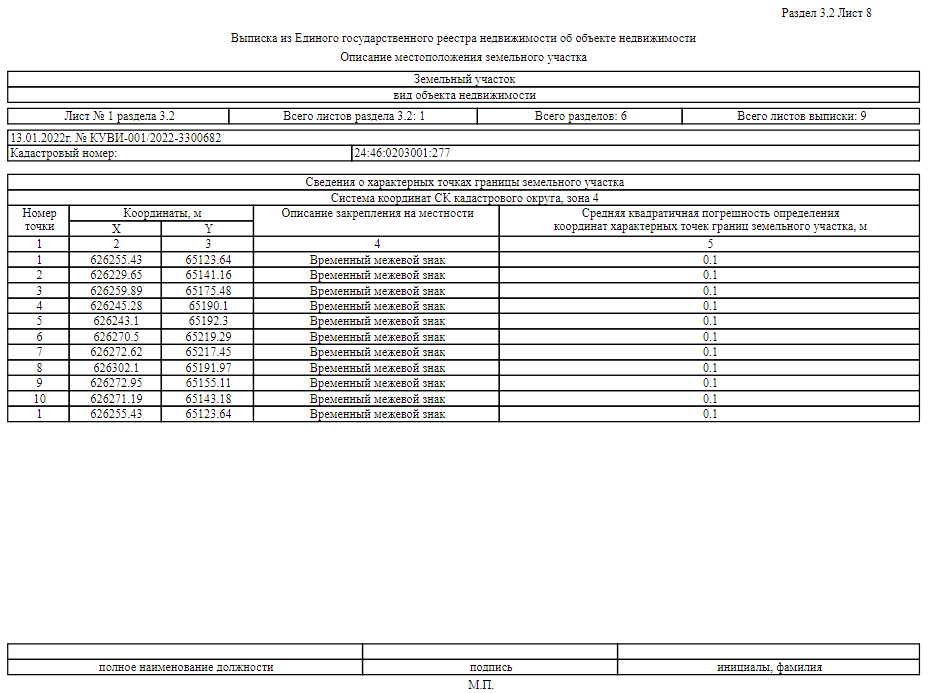 Раздел 3.2 Лист 8
Выписка из Единого государственного реестра недвижимости об объекте недвижимости
Описание местоположения земельного участка
Земельный участок
вид объекта недвижимости
Лист № 1 раздела 3.2 Всего листов раздела 3.2: 1 Всего разделов: 6 Всего листов выписки: 9
13.01.2022г. № КУВИ-001/2022-3300682
Кадастровый номер: 24:46:0203001:277
Сведения о характерных точках границы земельного участка
Система координат СК кадастрового округа, зона 4
Номер точки Координаты, м Описание закрепления на местности Средняя квадратичная погрешность определения координат характерных точек границ земельного участка, м
X Y
1 2 3 4 5
1 626255.43 65123.64 Временный межевой знак 0.1
2 626229.65 65141.16 Временный межевой знак 0.1
3 626259.89 65175.48 Временный межевой знак 0.1
4 626245.28 65190.1 Временный межевой знак 0.1
5 626243.1 65192.3 Временный межевой знак 0.1
6 626270.5 65219.29 Временный межевой знак 0.1
7 626272.62 65217.45 Временный межевой знак 0.1
8 626302.1 65191.97 Временный межевой знак 0.1
9 626272.95 65155.11 Временный межевой знак 0.1
10 626271.19 65143.18 Временный межевой знак 0.1
1 626255.43 65123.64 Временный межевой знак 0.1
полное наименование должности подпись инициалы, фамилия
М.П.